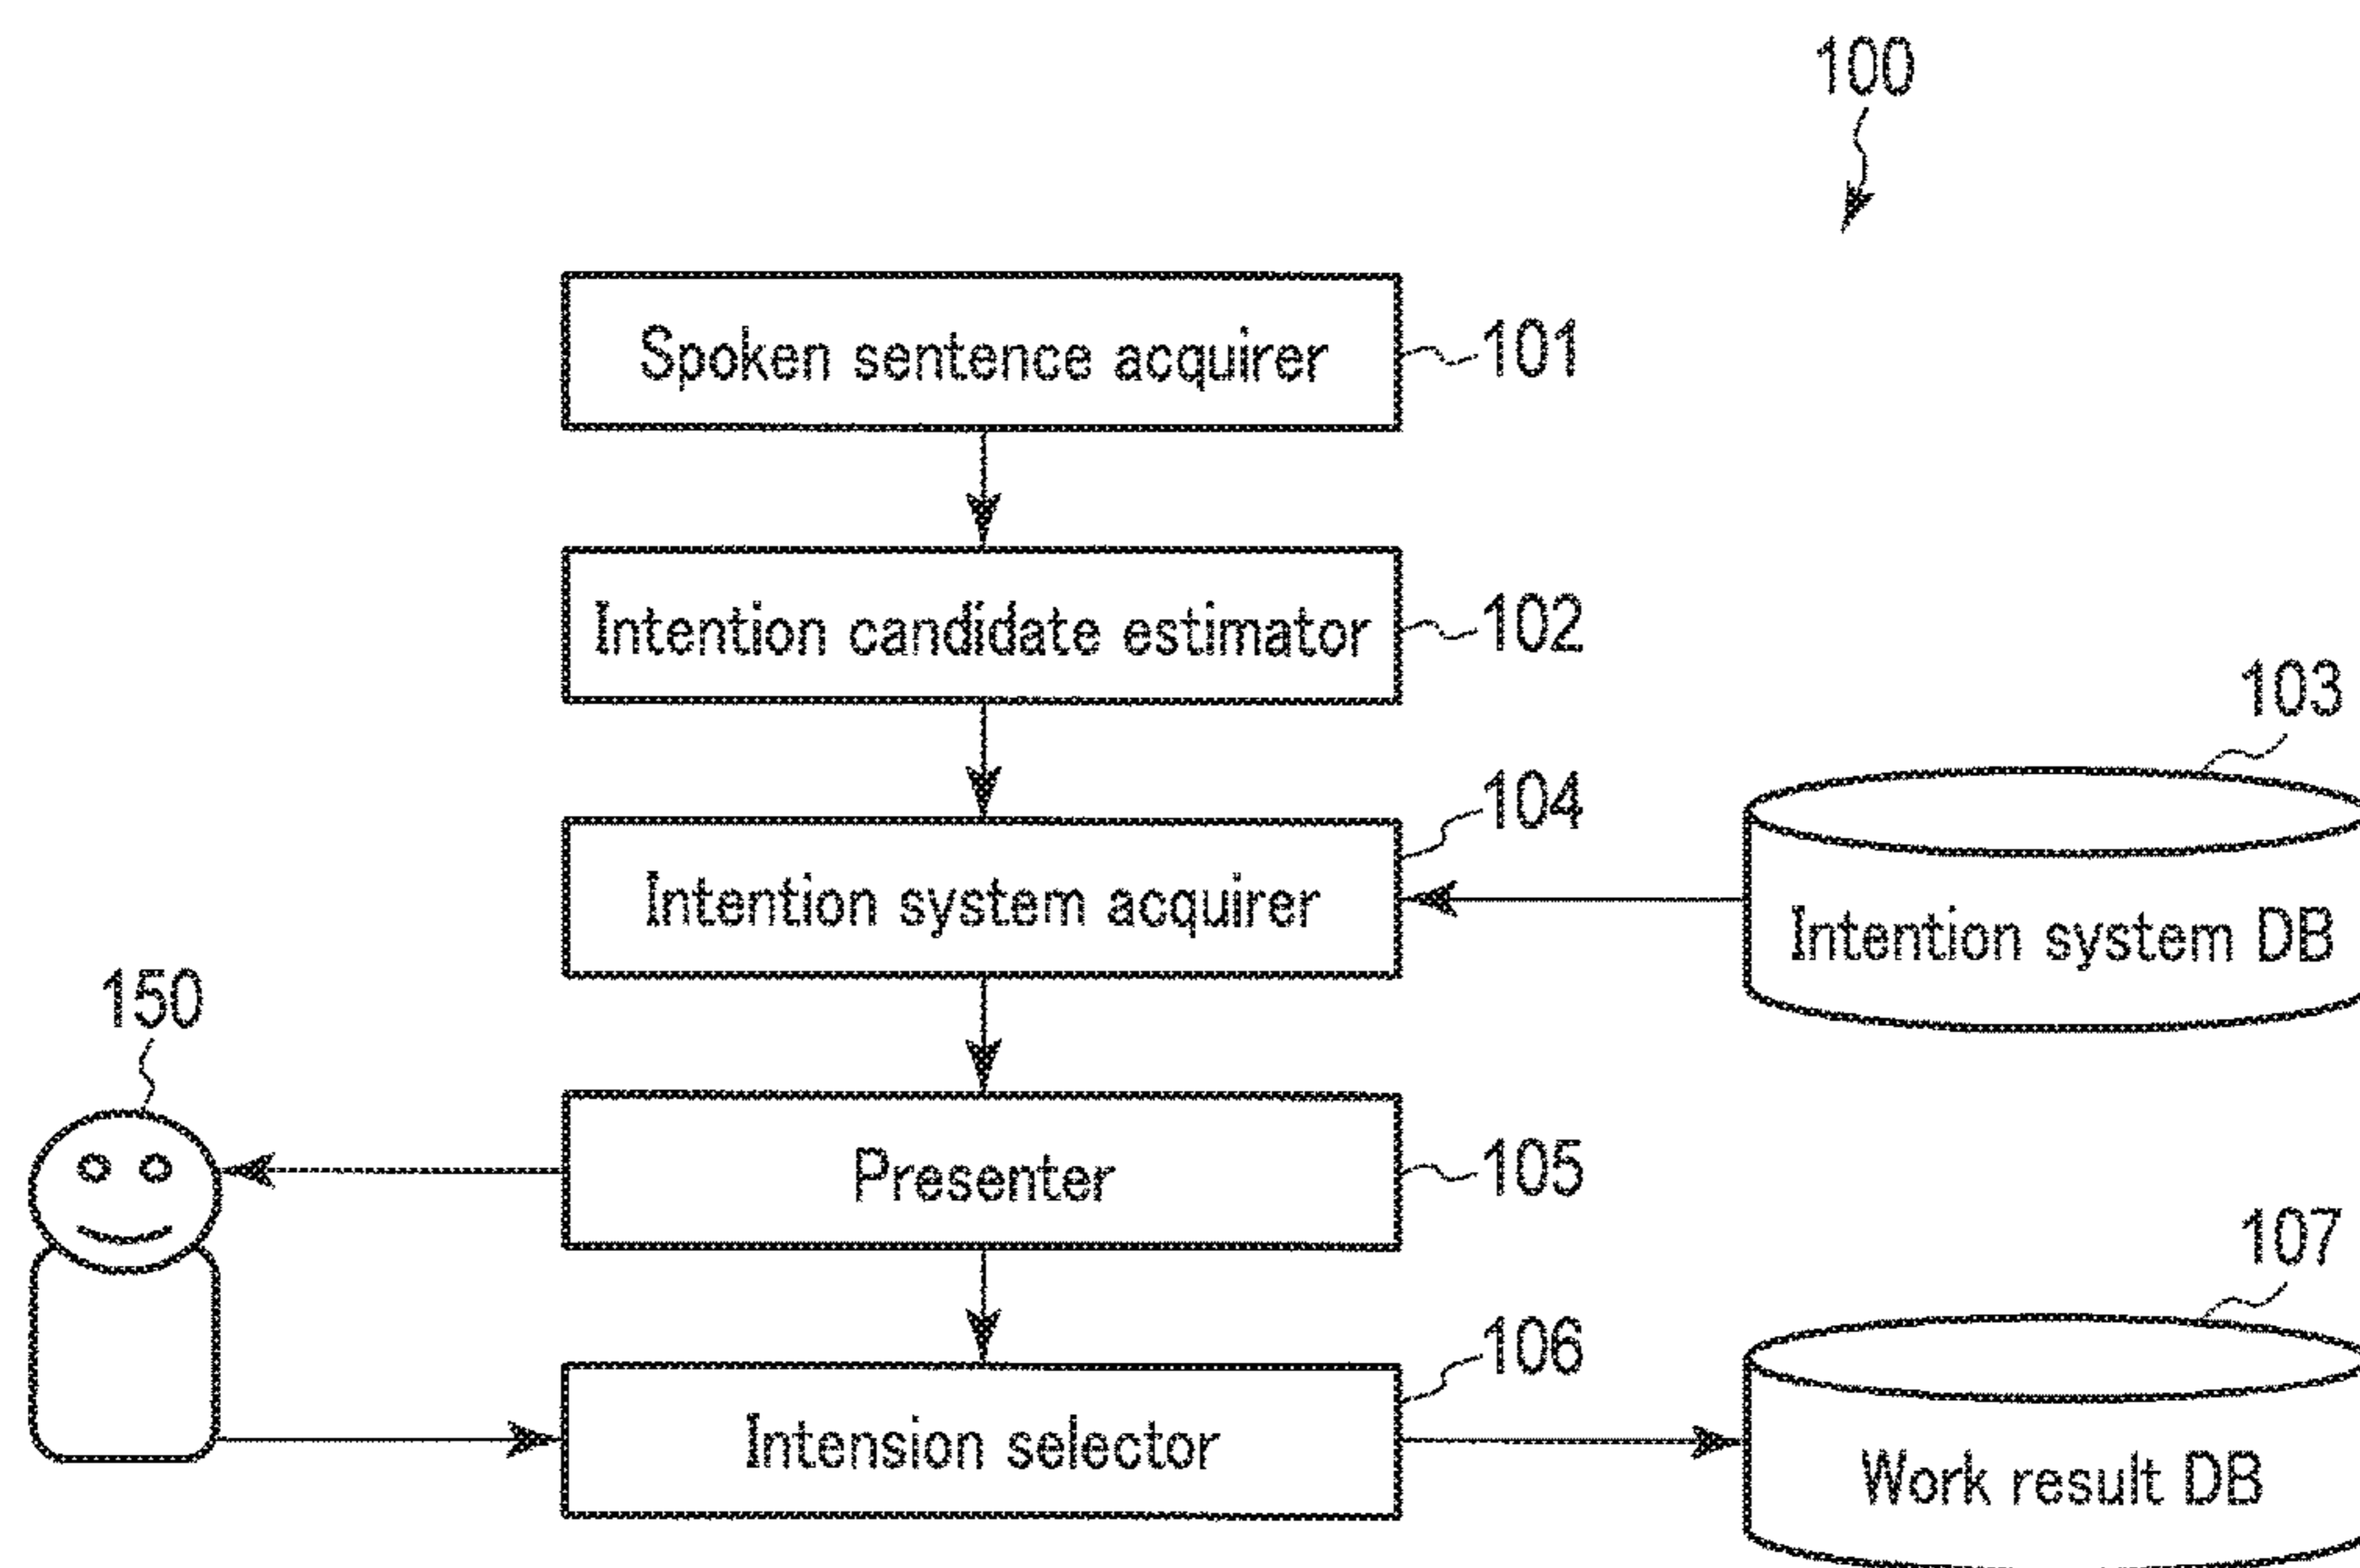 100
Spoken sentence acquirer
101
Intention candidate estimator
102
103
104
Intention system acquirer
Intention system DB
150
Presenter
105
107
106
Intension selector
Work result DB